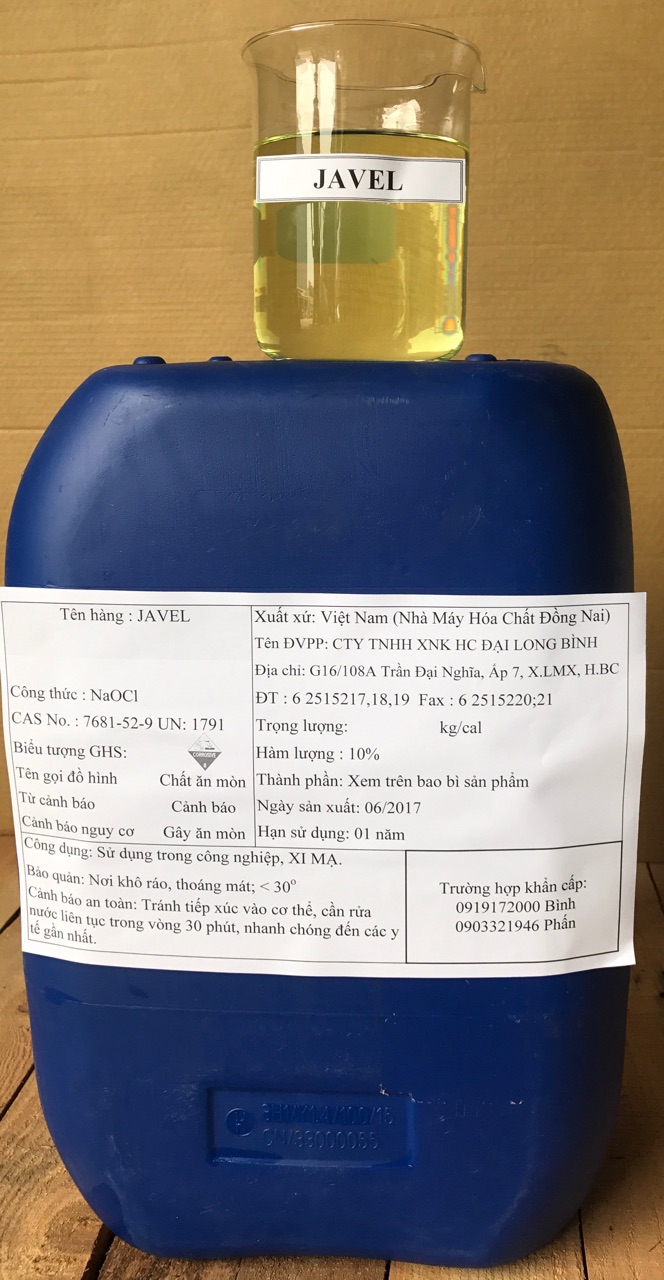 JAVEL
Tên hàng : JAVEL
Công thức : NaOCl
CAS No. : 7681-52-9 UN: 1791
Biểu tượng GHS:
CORROSIVE
8
Tên gọi đồ hình Chất ăn mòn
Từ cảnh báo Cảnh báo
Cảnh báo nguy cơ Gây ăn mòn
Xuất xứ: Việt Nam (Nhà Máy Hóa Chất Đồng Nai)
Tên ĐVPP: CTY TNHH XNK HC ĐẠI LONG BÌNH
Địa chỉ: G16/108A Trần Đại Nghĩa, Ấp 7, X.LMX, H.BC
ĐT : 6 2515217,18,19 Fax : 6 2515220;21
Trọng lượng: kg/cal
Hàm lượng : 10%
Thành phần: Xem trên bao bì sản phẩm
Ngày sản xuất: 06/2017
Hạn sử dụng: 01 năm
Công dụng: Sử dụng trong công nghiệp, XI MẠ.
Bảo quản: Nơi khô ráo, thoáng mát; < 30°
Cảnh báo an toàn: Tránh tiếp xúc vào cơ thể, cần rửa
nước liên tục trong vòng 30 phút, nhanh chóng đến các y
tế gần nhất.
Trường hợp khẩn cấp:
0919172000 Bình
0903321946 Phấn